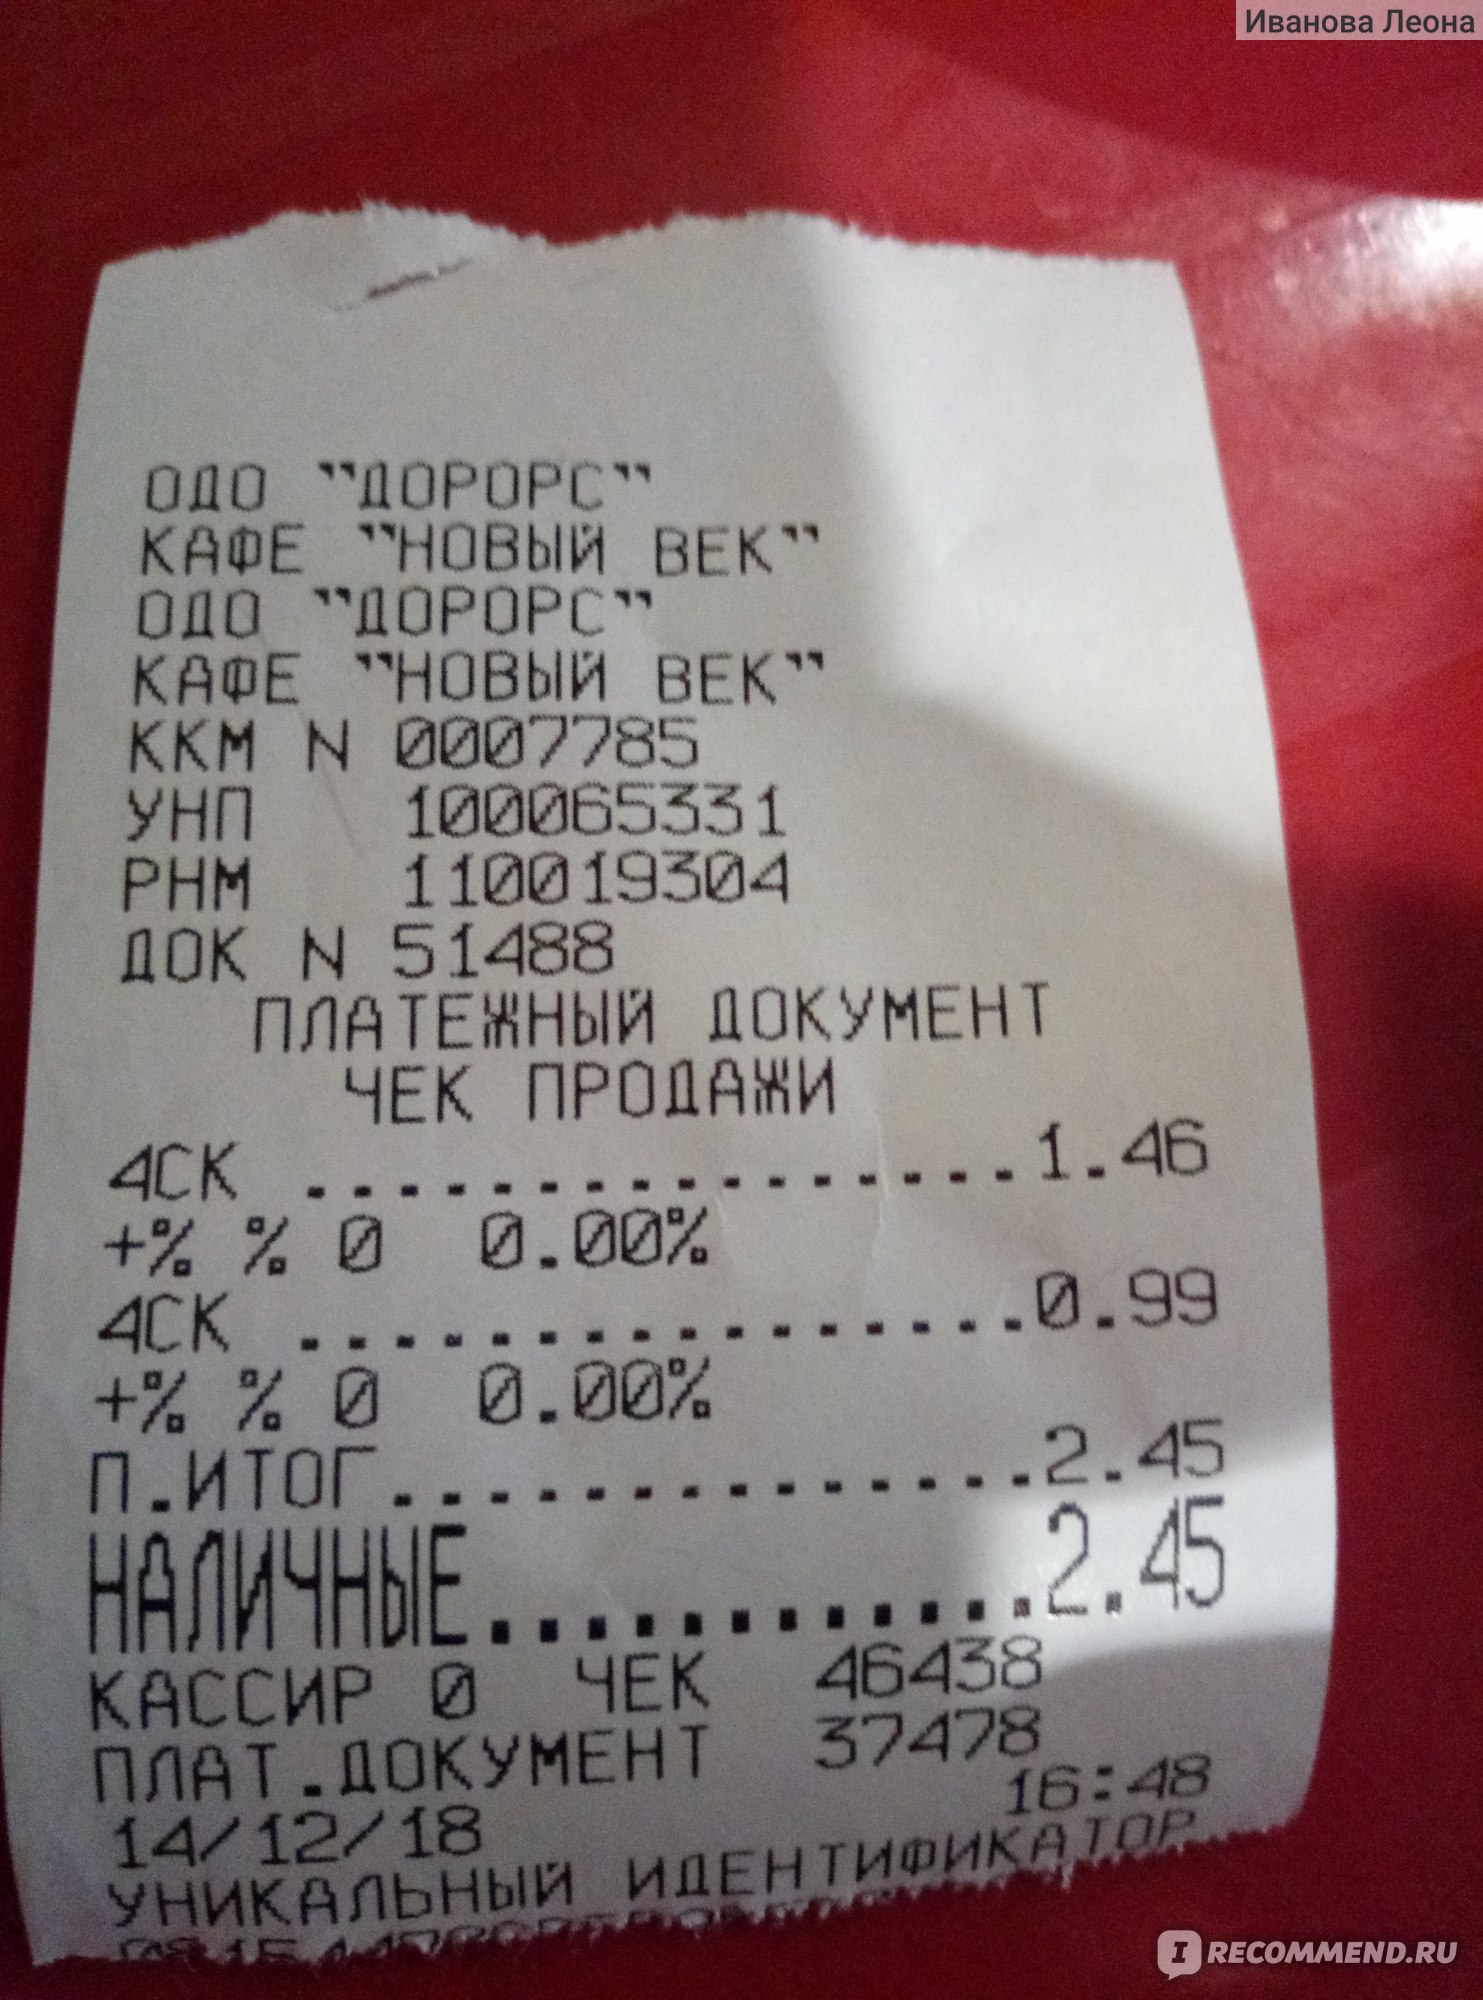 Иванова Леона
ОДО "ДОРОРС"
КАФЕ "НОВЫЙ ВЕК"
ОДО "ДОРОРС"
КАФЕ "НОВЫЙ ВЕК"
ККМ N 0007785
УНП 100065331
РНМ 110019304
ДОК N 51488
ПЛАТЕЖНЫЙ ДОКУМЕНТ
ЧЕК ПРОДАЖИ
4СК ................1.46
+% % 0 0.00%
4СК ................0.99
+% % 0 0.00%
П.ИТОГ..............2.45
НАЛИЧНЫЕ............2.45
КАССИР 0 ЧЕК 46438
ПЛАТ.ДОКУМЕНТ 37478
14/12/18 16:48
УНИКАЛЬНЫЙ ИДЕНТИФИКАТОР
IRECOMMEND.RU